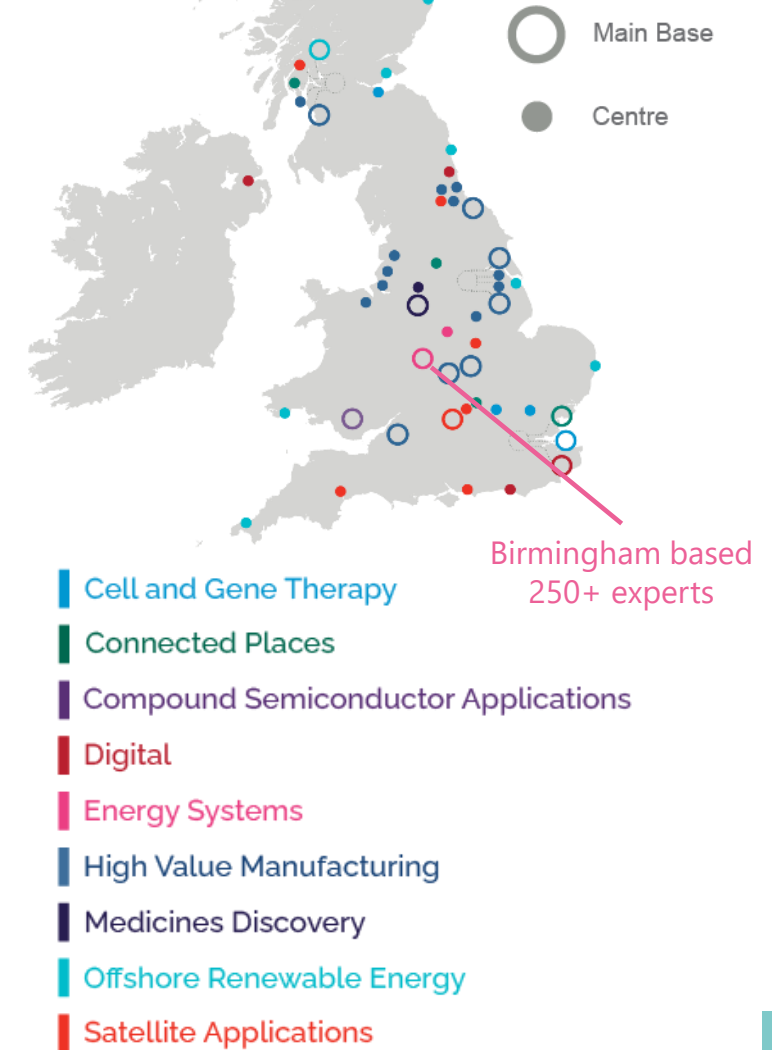 Main Base
Centre
Birmingham based
250+ experts
Cell and Gene Therapy
Connected Places
Compound Semiconductor Applications
Digital
Energy Systems
High Value Manufacturing
Medicines Discovery
Offshore Renewable Energy
Satellite Applications